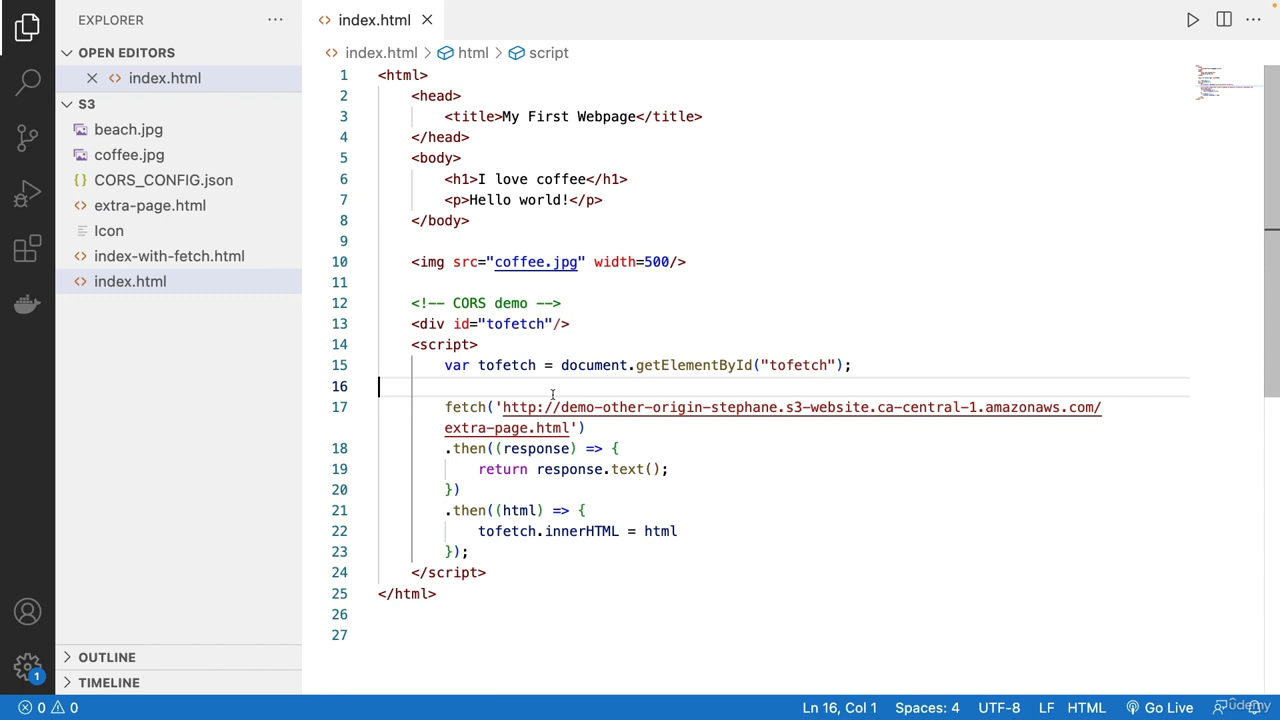 EXPLORER
OPEN EDITORS
index.html
S3
beach.jpg
coffee.jpg
{} CORS_CONFIG.json
<> extra-page.html
Icon
<> index-with-fetch.html
<> index.html
OUTLINE
TIMELINE
<> index.html
<> index.html > html > script
1 <html>
2 <head>
3 <title>My First Webpage</title>
4 </head>
5 <body>
6 <h1>I love coffee</h1>
7 <p>Hello world!</p>
8 </body>
9
10 <img src="coffee.jpg" width=500/>
11
12 <!-- CORS demo -->
13 <div id="tofetch"/>
14 <script>
15 var tofetch = document.getElementById("tofetch");
16
17 fetch('http://demo-other-origin-stephane.s3-website.ca-central-1.amazonaws.com/
extra-page.html')
18 .then((response) => {
19 return response.text();
20 })
21 .then((html) => {
22 tofetch.innerHTML = html
23 });
24 </script>
25 </html>
26
27
1
0 0 Ln 16, Col 1 Spaces: 4 UTF-8 LF HTML Go Live
Udemy